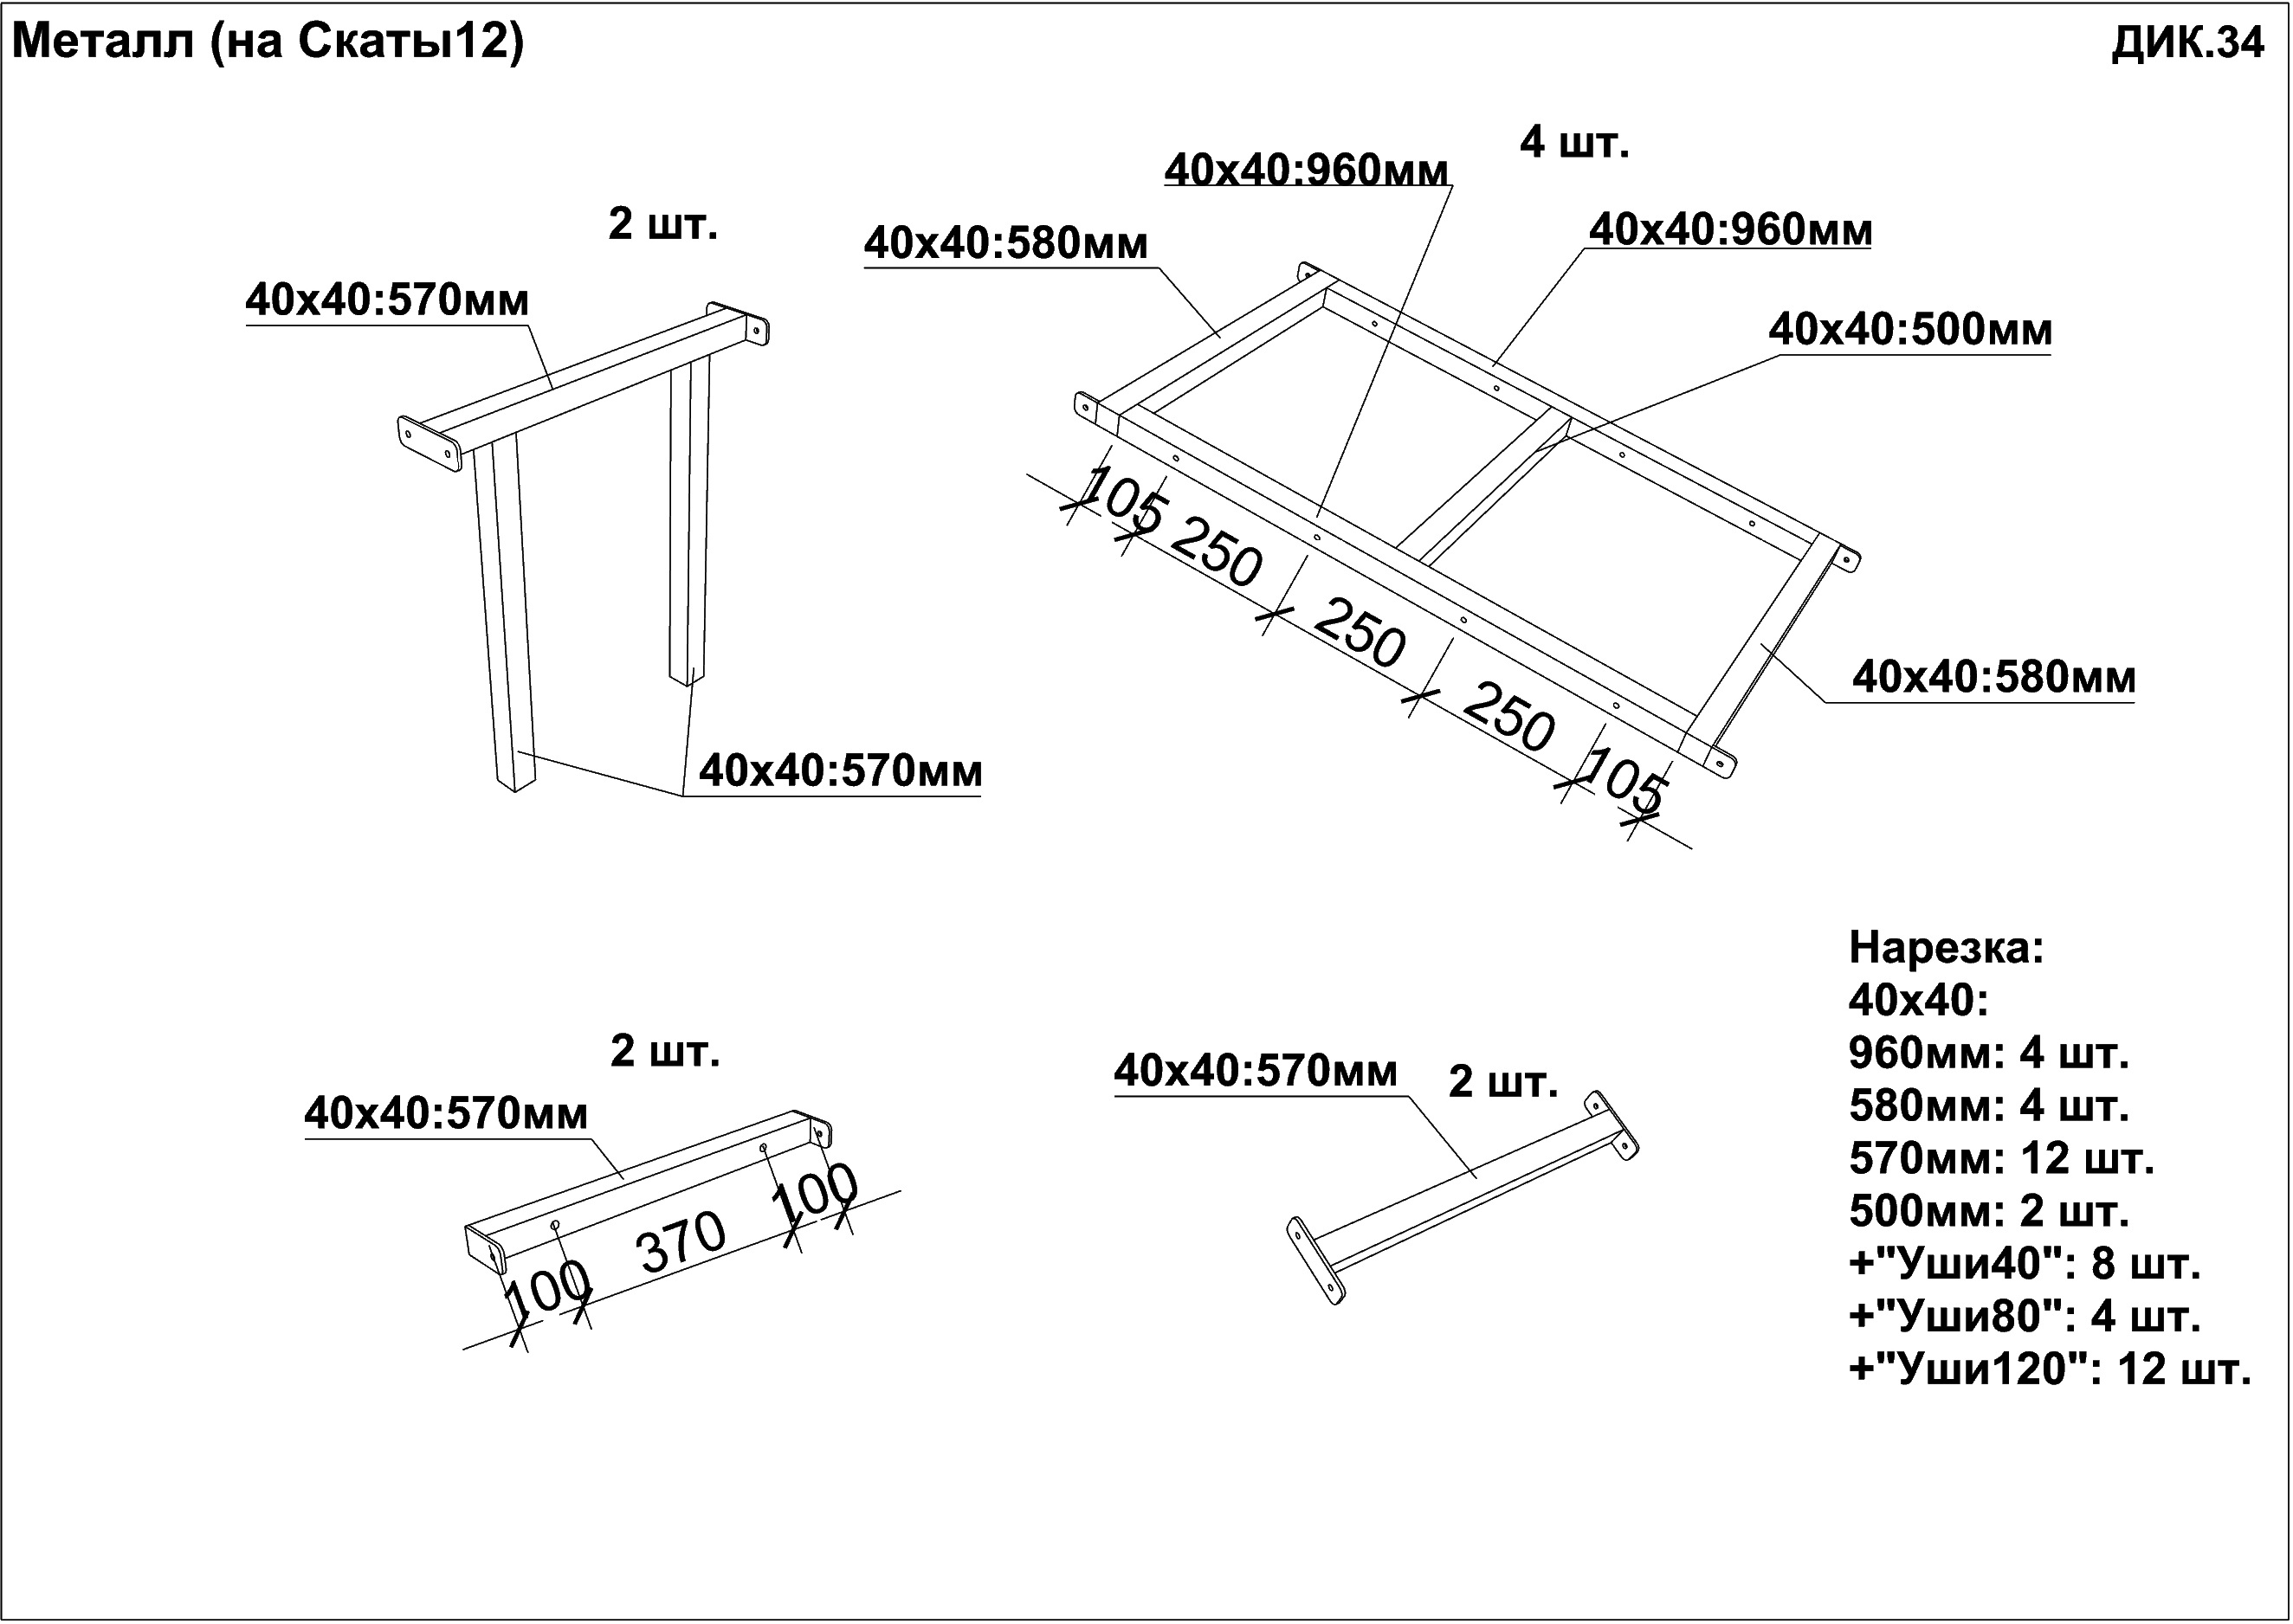 Металл (на Скаты12)
ДИК.34
2 шт.
40x40:570мм
40x40:570мм
4 шт.
40x40:960мм
40x40:580мм
40x40:960мм
40x40:500мм
40x40:580мм
105
250
250
250
105
2 шт.
40x40:570мм
100
370
100
40x40:570мм
2 шт.
Нарезка:
40x40:
960мм: 4 шт.
580мм: 4 шт.
570мм: 12 шт.
500мм: 2 шт.
+"Уши40": 8 шт.
+"Уши80": 4 шт.
+"Уши120": 12 шт.